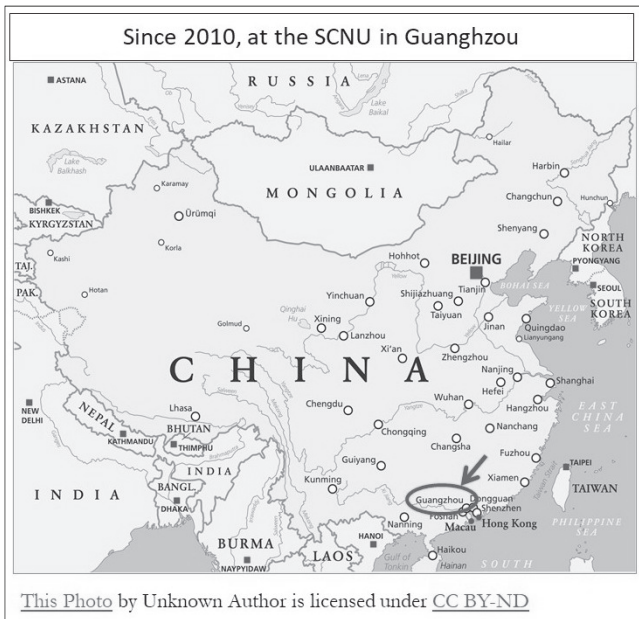 Since 2010, at the SCNU in Guanghzou
RUSSIA
ASTANA
Lake
Baikal
KAZAKHSTAN
Lake
Balkhash
Hailar
ULAANBAATAR
MONGOLIA
Harbin
Karamay
BISHKEK
KYRGYZSTAN
Ürümqi
Changchun
Hunchun
Shenyang
Korla
Kashi
TAJ.
PAK.
Hotan
Hohhot
BEIJING
NORTH
KOREA
PYONGYANG
Tianjin
BOHAI SEA
SEOUL
SOUTH
KOREA
Yinchuan
Shijiazhuang
Taiyuan
YELLOW
SEA
Qinghai
Hu
Golmud
Xining
Lanzhou
Jinan
Qingdao
Lianyungang
Xi'an
Zhengzhou
CHINA
Nanjing
Hefei
Shanghai
NEW
DELHI
NEPAL
KATHMANDU
Lhasa
BHUTAN
THIMPHU
Chengdu
Chongqing
Wuhan
Hangzhou
EAST
CHINA
SEA
Nanchang
Changsha
INDIA
Guiyang
Fuzhou
TAIPEI
BANGL.
DHAKA
INDIA
Kunming
Xiamen
Taiwan Strait
TAIWAN
Guangzhou
Dongguan
Shenzhen
Foshan
Nanning
Macau
Hong Kong
PHILIPPINE
SEA
BURMA
NAYPYIDAW
LAOS
HANOI
Gulf of
Tonkin
Haikou
Hainan
SOUTH
This Photo by Unknown Author is licensed under CC BY-ND